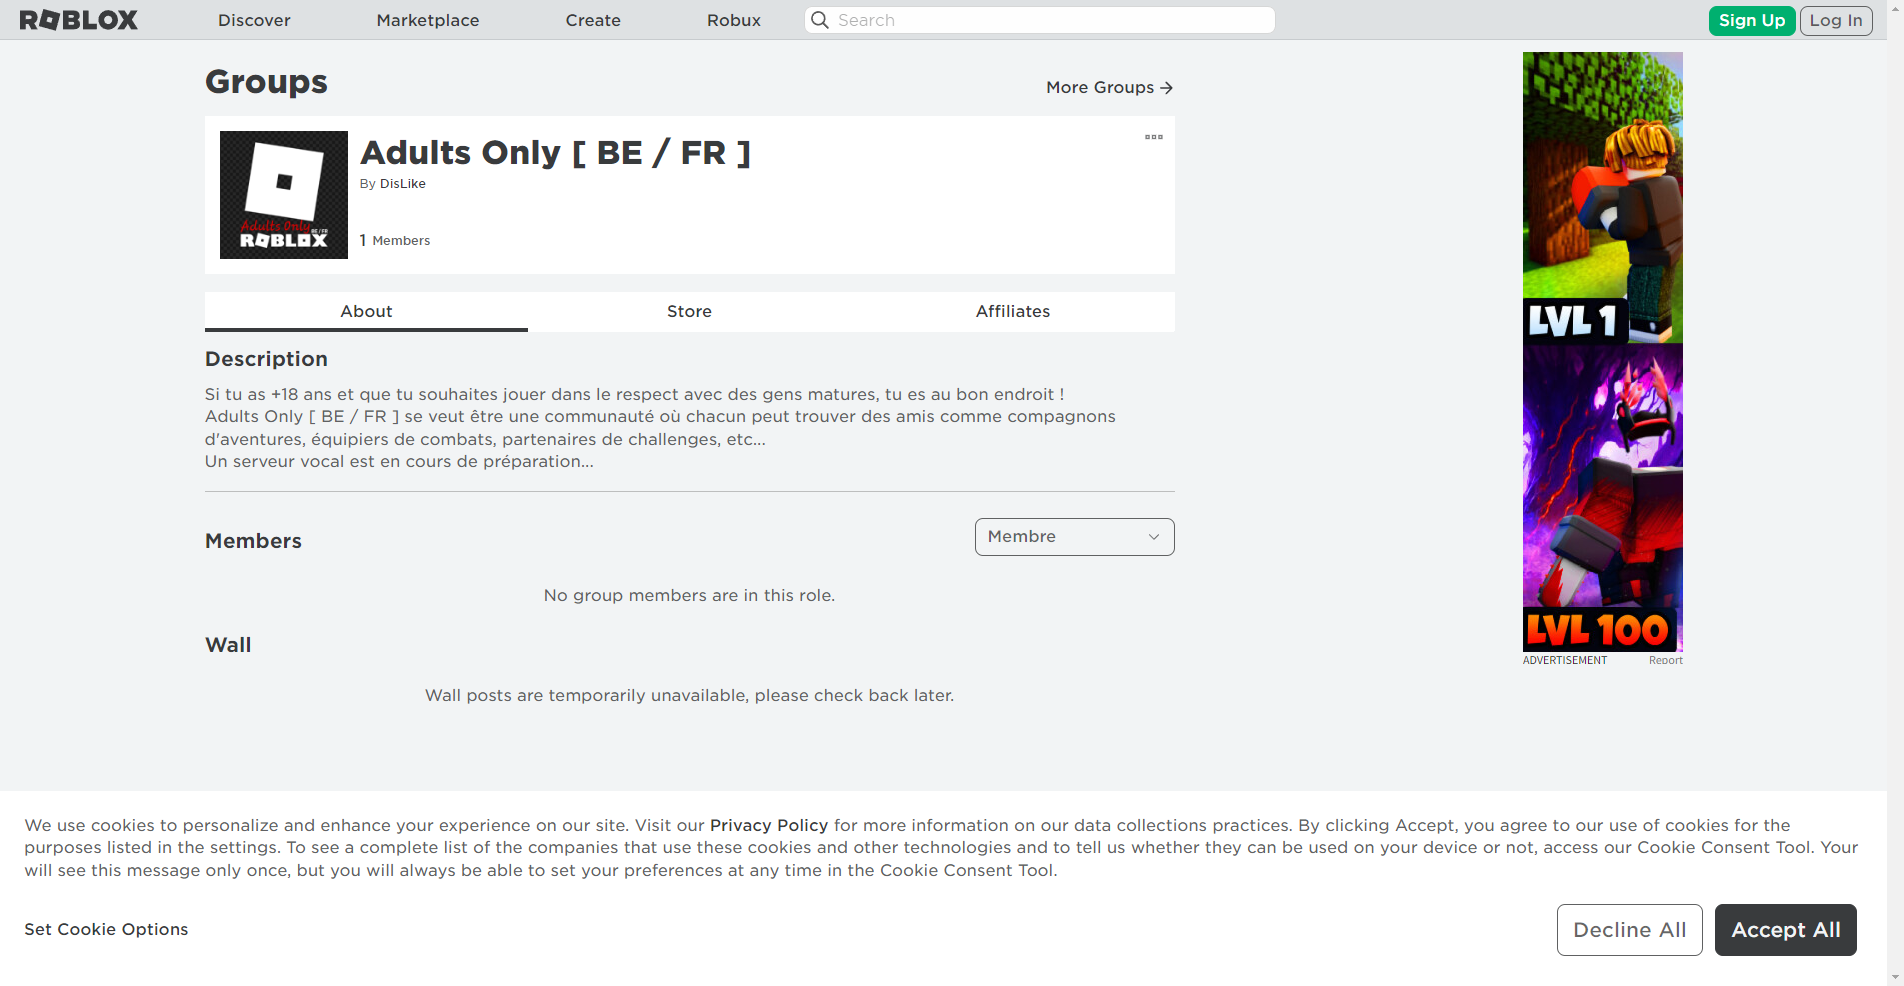 ROBLOX
Discover
Marketplace
Create
Robux
Search
Sign Up
Log In
Groups
More Groups
Adults Only [ BE / FR ]
By DisLike
1 Members
Adults Only
BE / FR
ROBLOX
About
Store
Affiliates
Description
Si tu as +18 ans et que tu souhaites jouer dans le respect avec des gens matures, tu es au bon endroit !
Adults Only [ BE / FR ] se veut être une communauté où chacun peut trouver des amis comme compagnons
d'aventures, équipiers de combats, partenaires de challenges, etc...
Un serveur vocal est en cours de préparation...
Members
Membre
No group members are in this role.
Wall
Wall posts are temporarily unavailable, please check back later.
LVL 1
LVL 100
ADVERTISEMENT
Report
We use cookies to personalize and enhance your experience on our site. Visit our Privacy Policy for more information on our data collections practices. By clicking Accept, you agree to our use of cookies for the
purposes listed in the settings. To see a complete list of the companies that use these cookies and other technologies and to tell us whether they can be used on your device or not, access our Cookie Consent Tool. Your
will see this message only once, but you will always be able to set your preferences at any time in the Cookie Consent Tool.
Set Cookie Options
Decline All
Accept All